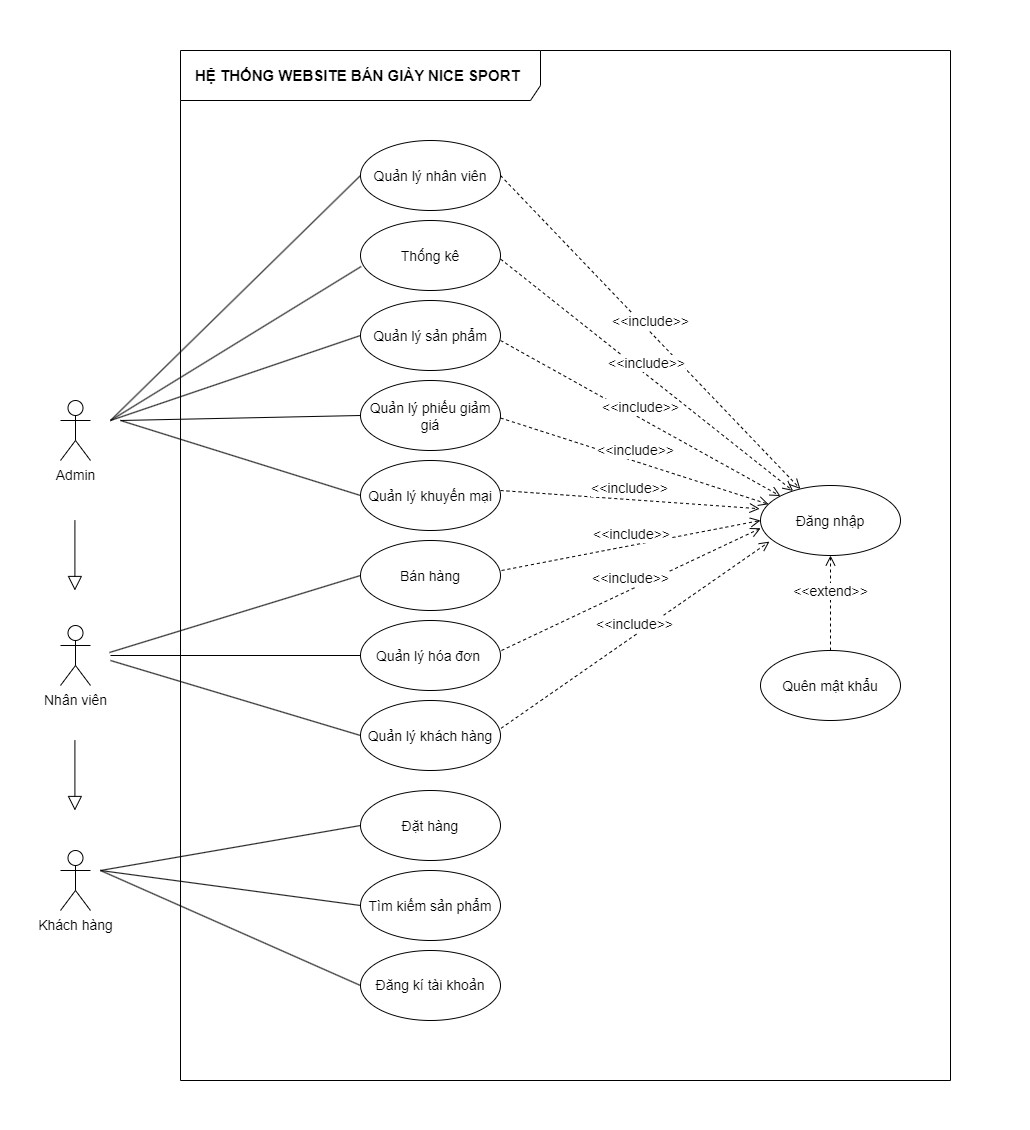 HỆ THỐNG WEBSITE BÁN GIÀY NICE SPORT
Quản lý nhân viên
Thống kê
<<include>>
Quản lý sản phẩm
<<include>>
<<include>>
Quản lý phiếu giảm
giá
<<include>>
Admin
Quản lý khuyến mại
<<include>>
Đăng nhập
<<include>>
Bán hàng
<<include>>
<<extend>>
<<include>>
Quản lý hóa đơn
Quên mật khẩu
Nhân viên
Quản lý khách hàng
Đặt hàng
Tìm kiếm sản phẩm
Khách hàng
Đăng kí tài khoản